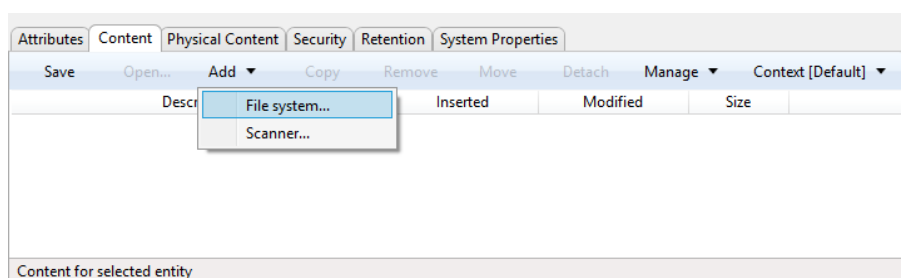 Attributes Content Physical Content Security Retention System Properties
Save Open... Add Copy Remove Move Detach Manage Context [Default]
Inserted Modified Size
File system...
Scanner...
Content for selected entity